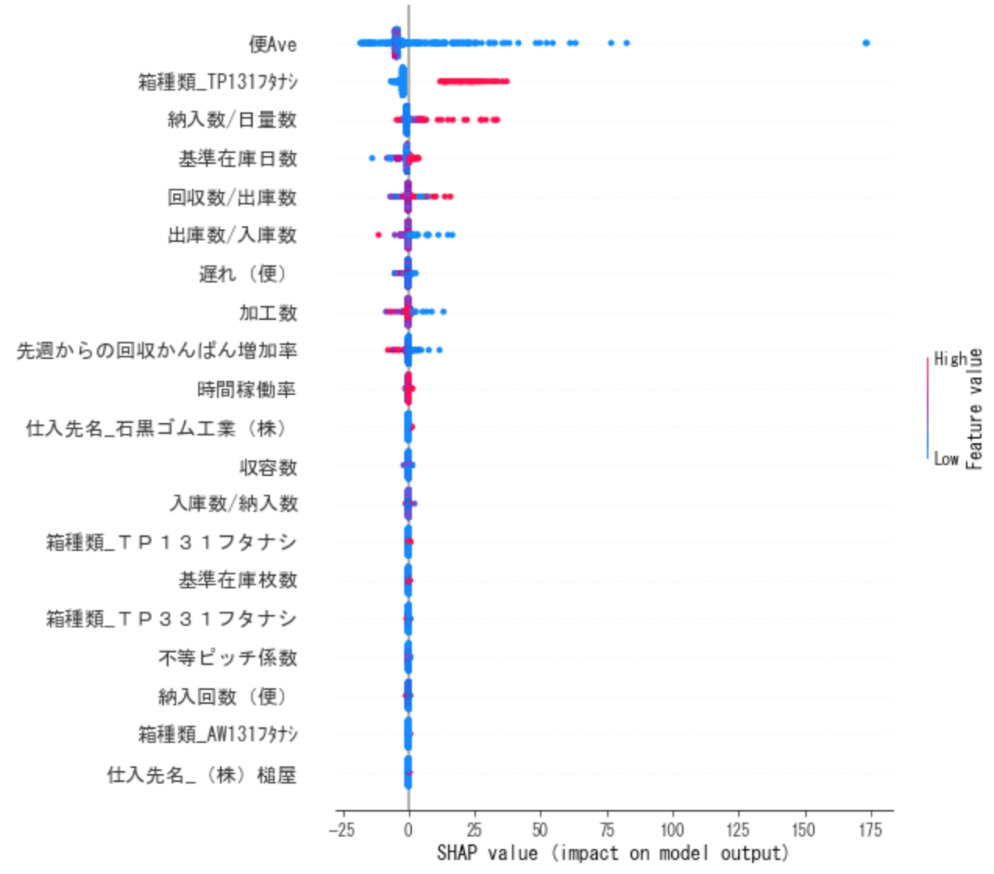 便Ave
箱種類_TP131ﾌﾀﾅｼ
納入数/日量数
基準在庫日数
回収数/出庫数
出庫数/入庫数
遅れ（便）
加工数
先週からの回収かんばん増加率
時間稼働率
仕入先名_石黒ゴム工業（株）
収容数
入庫数/納入数
箱種類_ＴＰ１３１フタナシ
基準在庫枚数
箱種類_ＴＰ３３１フタナシ
不等ピッチ係数
納入回数（便）
箱種類_AW131ﾌﾀﾅｼ
仕入先名_（株）槌屋
High
Low
Feature value
−25 0 25 50 75 100 125 150 175
SHAP value (impact on model output)